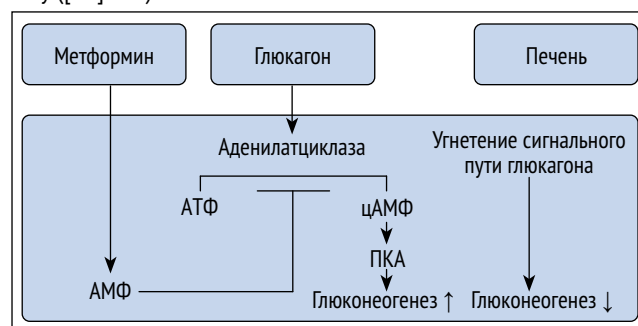 Метформин
Глюкагон
Печень
Аденилатциклаза
Угнетение сигнального
пути глюкагона
АТФ
цАМФ
ПКА
АМФ
Глюконеогенез ↑
Глюконеогенез ↓